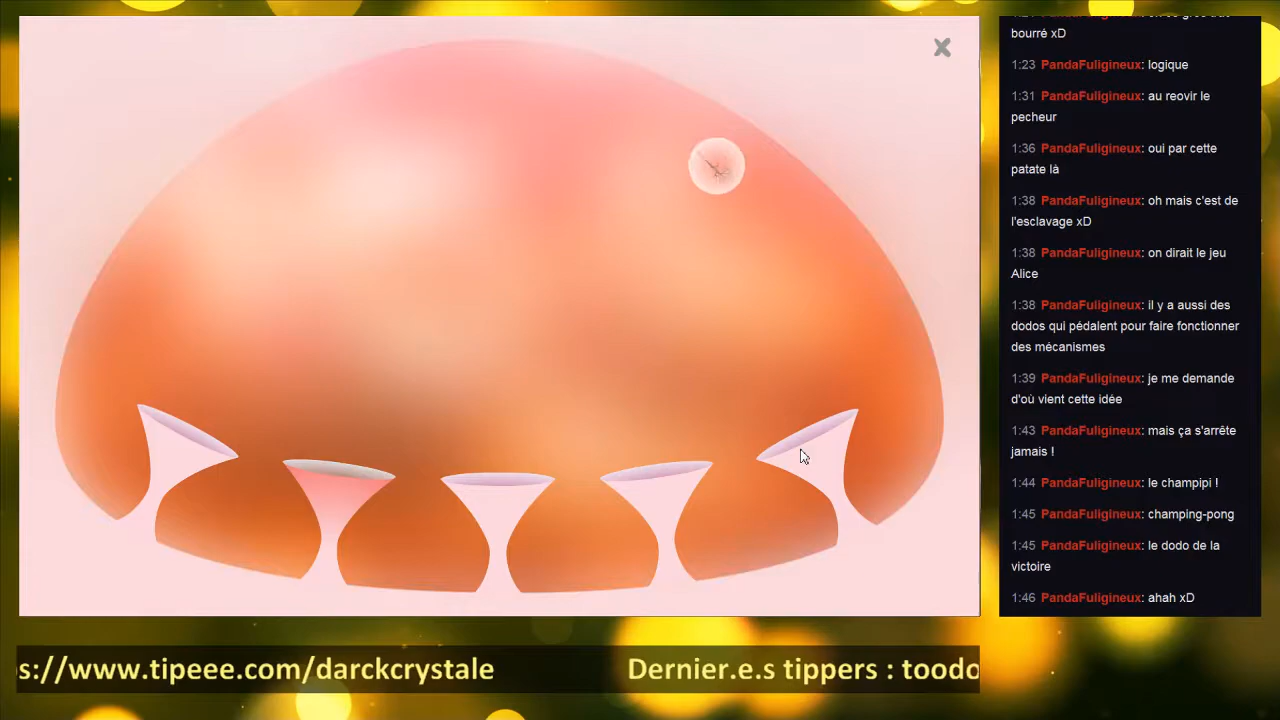 bourré xD
1:23 PandaFuligineux: logique
1:31 PandaFuligineux: au reovir le
pecheur
1:36 PandaFuligineux: oui par cette
patate là
1:38 PandaFuligineux: oh mais c'est de
l'esclavage xD
1:38 PandaFuligineux: on dirait le jeu
Alice
1:38 PandaFuligineux: il y a aussi des
dodos qui pédalent pour faire fonctionner
des mécanismes
1:39 PandaFuligineux: je me demande
d'où vient cette idée
1:43 PandaFuligineux: mais ça s'arrête
jamais !
1:44 PandaFuligineux: le champipi !
1:45 PandaFuligineux: champing-pong
1:45 PandaFuligineux: le dodo de la
victoire
1:46 PandaFuligineux: ahah xD
s://www.tipeee.com/darckcrystale Dernier.e.s tippers : toodo